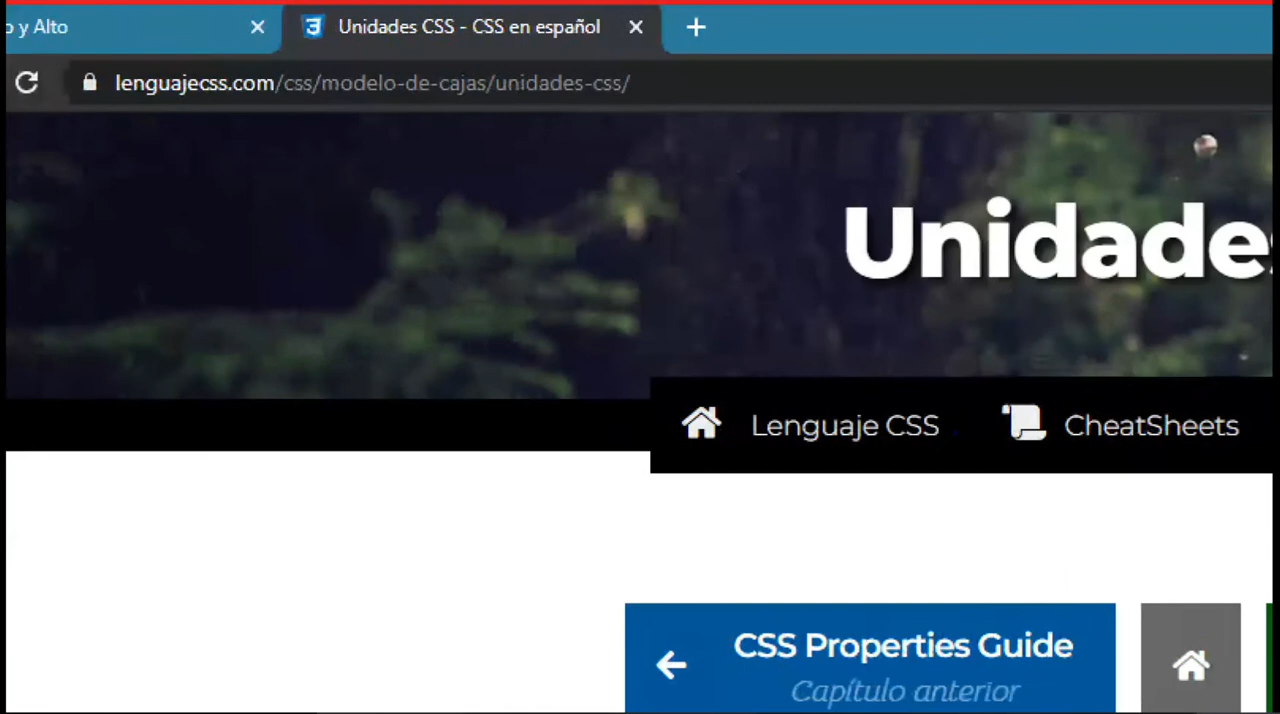 o y Alto
Unidades CSS - CSS en español
lenguajecss.com/css/modelo-de-cajas/unidades-css/
Unidades
Lenguaje CSS
CheatSheets
CSS Properties Guide
Capítulo anterior